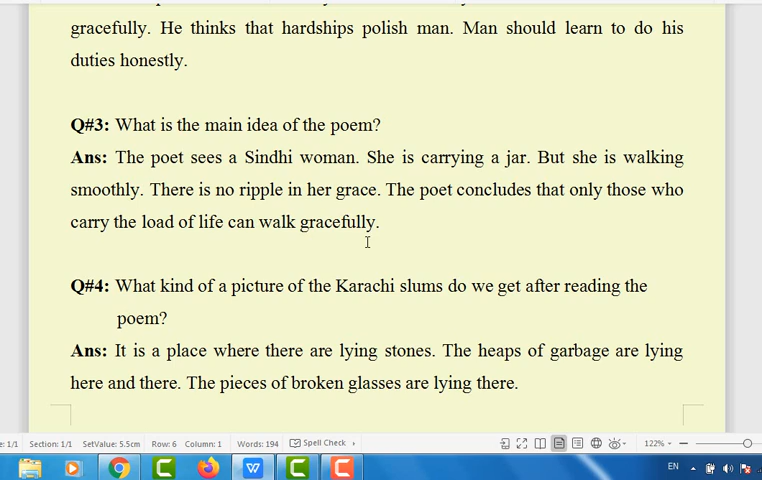 gracefully. He thinks that hardships polish man. Man should learn to do his
duties honestly.
Q#3: What is the main idea of the poem?
Ans: The poet sees a Sindhi woman. She is carrying a jar. But she is walking
smoothly. There is no ripple in her grace. The poet concludes that only those who
carry the load of life can walk gracefully.
Q#4: What kind of a picture of the Karachi slums do we get after reading the
poem?
Ans: It is a place where there are lying stones. The heaps of garbage are lying
here and there. The pieces of broken glasses are lying there.
1/1 Section: 1/1 SetValue: 5.5cm Row: 6 Column: 1 Words: 194 Spell Check 122%
EN